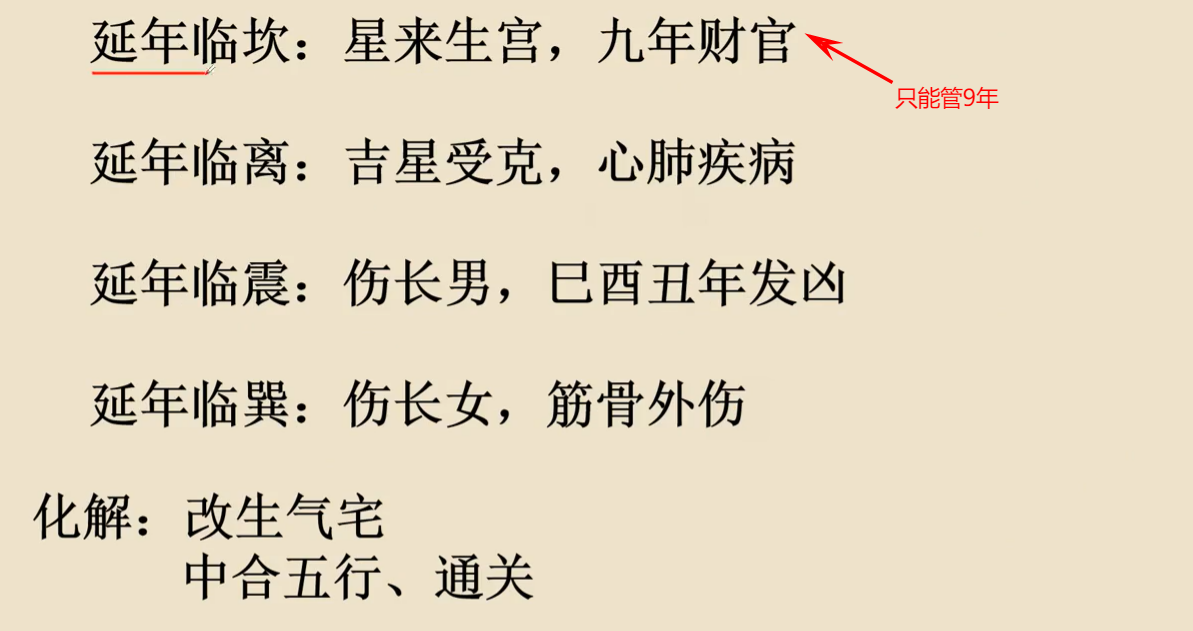 延年临坎：星来生宫，九年财官
只能管9年
延年临离：吉星受克，心肺疾病
延年临震：伤长男，巳酉丑年发凶
延年临巽：伤长女，筋骨外伤
化解：改生气宅
中合五行、通关